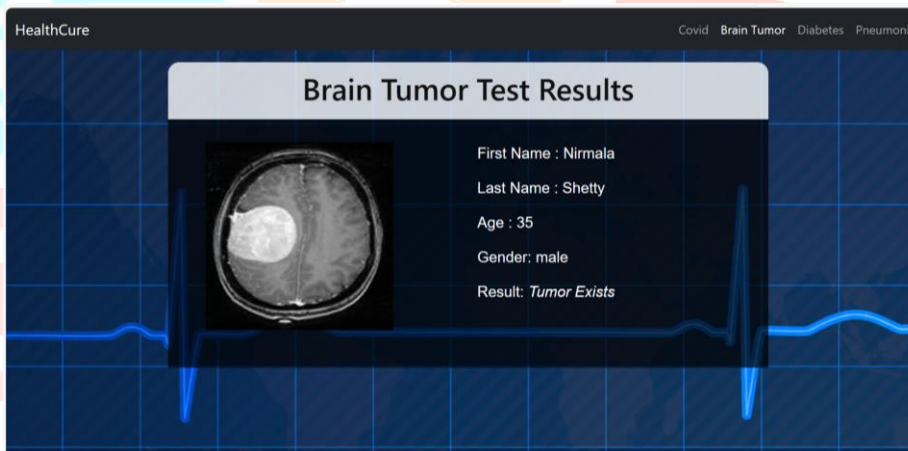 HealthCure
Covid Brain Tumor Diabetes Pneumoni
Brain Tumor Test Results
First Name : Nirmala
Last Name : Shetty
Age : 35
Gender: male
Result: Tumor Exists